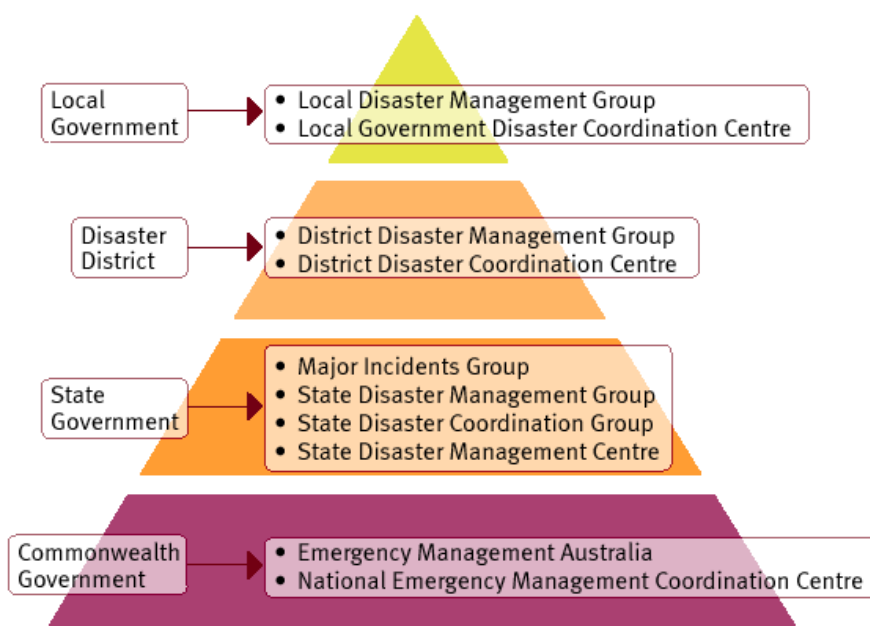 Local
Government
• Local Disaster Management Group
• Local Government Disaster Coordination Centre
Disaster
District
• District Disaster Management Group
• District Disaster Coordination Centre
State
Government
• Major Incidents Group
• State Disaster Management Group
• State Disaster Coordination Group
• State Disaster Management Centre
Commonwealth
Government
• Emergency Management Australia
• National Emergency Management Coordination Centre